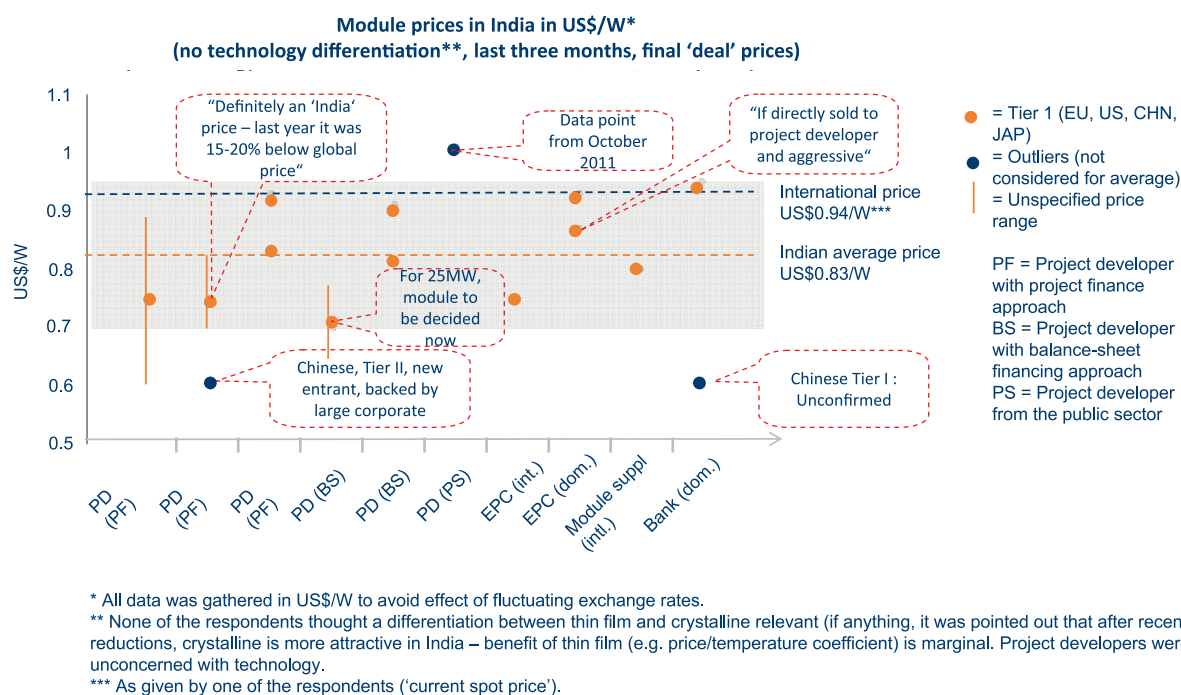 Module prices in India in US$/W*
(no technology differentiation**, last three months, final ‘deal’ prices)
US$/W
1.1
1
0.9
0.8
0.7
0.6
0.5
“Definitely an ‘India‘
price – last year it was
15-20% below global
price“
Data point
from October
2011
“If directly sold to
project developer
and aggressive“
For 25MW,
module to
be decided
now
Chinese, Tier II, new
entrant, backed by
large corporate
Chinese Tier I :
Unconfirmed
International price
US$0.94/W***
Indian average price
US$0.83/W
= Tier 1 (EU, US, CHN,
JAP)
= Outliers (not
considered for average)
= Unspecified price
range
PF = Project developer
with project finance
approach
BS = Project developer
with balance-sheet
financing approach
PS = Project developer
from the public sector
PD
(PF)
PD
(PF)
PD
(PF)
PD (BS)
PD (BS)
PD (PS)
EPC (int.)
EPC (dom.)
Module suppl
(intl.)
Bank (dom.)
* All data was gathered in US$/W to avoid effect of fluctuating exchange rates.
** None of the respondents thought a differentiation between thin film and crystalline relevant (if anything, it was pointed out that after recen
reductions, crystalline is more attractive in India – benefit of thin film (e.g. price/temperature coefficient) is marginal. Project developers wer
unconcerned with technology.
*** As given by one of the respondents (‘current spot price’).